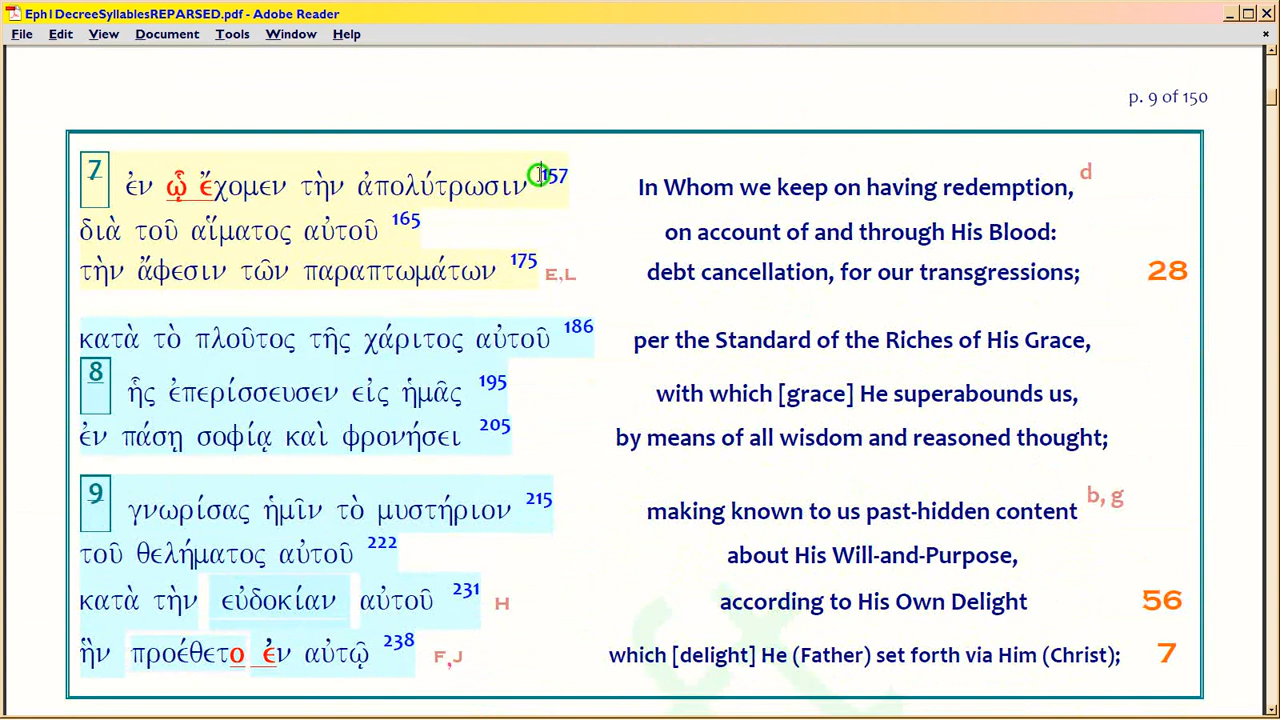 Eph1DecreeSyllablesREPARSED.pdf - Adobe Reader
File Edit View Document Tools Window Help
p. 9 of 150
7 ἐν ᾧ ἔχομεν τὴν ἀπολύτρωσιν 157 In Whom we keep on having redemption, d
διὰ τοῦ αἵματος αὐτοῦ 165 on account of and through His Blood:
τὴν ἄφεσιν τῶν παραπτωμάτων 175 E,L debt cancellation, for our transgressions; 28
κατὰ τὸ πλοῦτος τῆς χάριτος αὐτοῦ 186 per the Standard of the Riches of His Grace,
8 ἧς ἐπερίσσευσεν εἰς ἡμᾶς 195 with which [grace] He superabounds us,
ἐν πάσῃ σοφίᾳ καὶ φρονήσει 205 by means of all wisdom and reasoned thought;
9 γνωρίσας ἡμῖν τὸ μυστήριον 215 making known to us past-hidden content b, g
τοῦ θελήματος αὐτοῦ 222 about His Will-and-Purpose,
κατὰ τὴν εὐδοκίαν αὐτοῦ 231 H according to His Own Delight 56
ἣν προέθετο ἐν αὐτῷ 238 F,J which [delight] He (Father) set forth via Him (Christ); 7